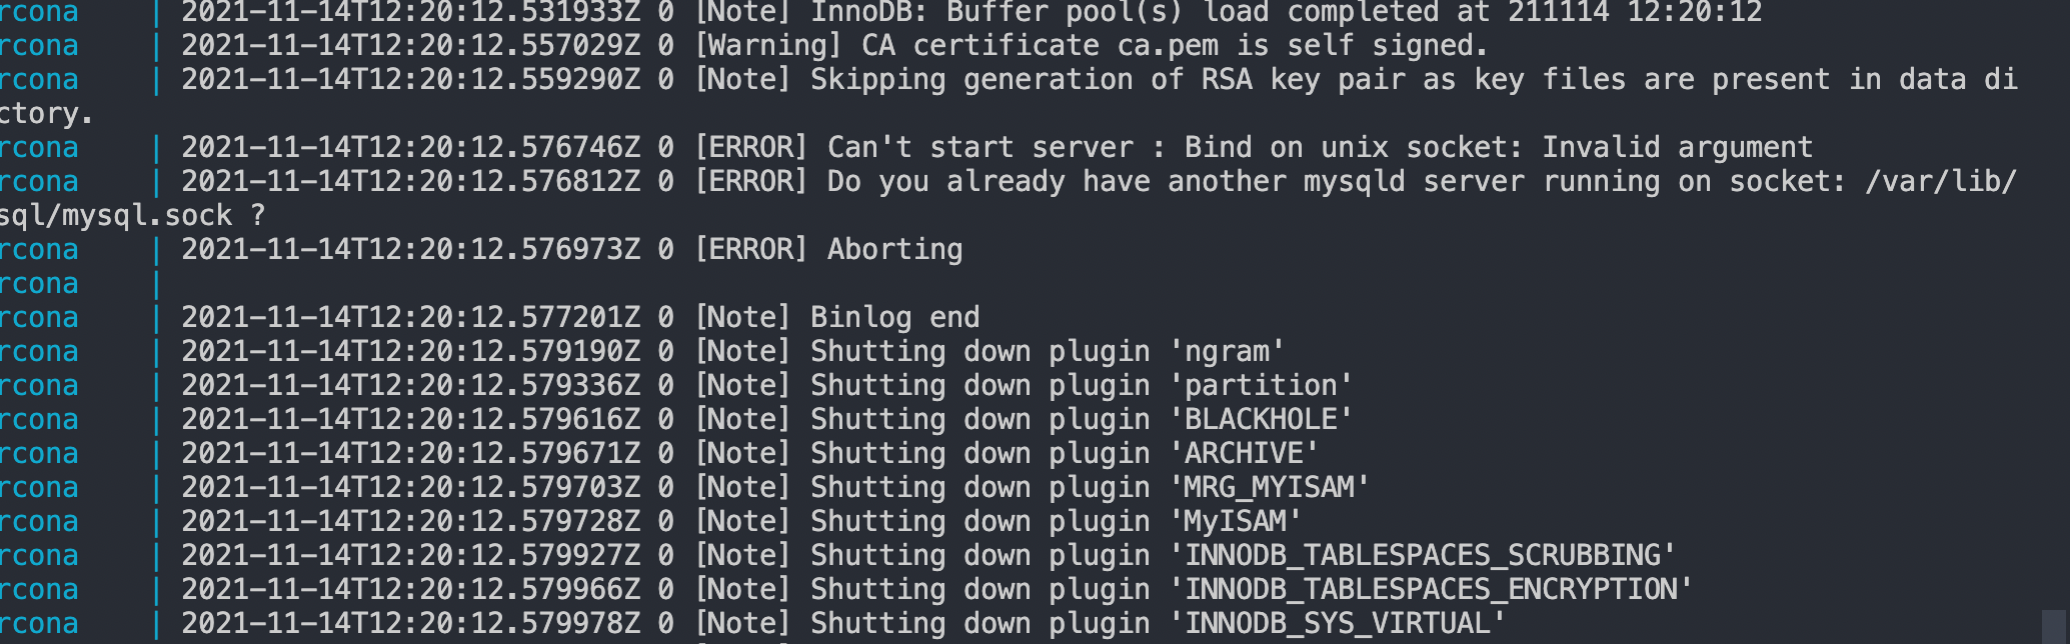 rcona | 2021-11-14T12:20:12.531933Z 0 [Note] InnoDB: Buffer pool(s) load completed at 211114 12:20:12
rcona | 2021-11-14T12:20:12.557029Z 0 [Warning] CA certificate ca.pem is self signed.
rcona | 2021-11-14T12:20:12.559290Z 0 [Note] Skipping generation of RSA key pair as key files are present in data di
ctory.
rcona | 2021-11-14T12:20:12.576746Z 0 [ERROR] Can't start server : Bind on unix socket: Invalid argument
rcona | 2021-11-14T12:20:12.576812Z 0 [ERROR] Do you already have another mysqld server running on socket: /var/lib/
sql/mysql.sock ?
rcona | 2021-11-14T12:20:12.576973Z 0 [ERROR] Aborting
rcona |
rcona | 2021-11-14T12:20:12.577201Z 0 [Note] Binlog end
rcona | 2021-11-14T12:20:12.579190Z 0 [Note] Shutting down plugin 'ngram'
rcona | 2021-11-14T12:20:12.579336Z 0 [Note] Shutting down plugin 'partition'
rcona | 2021-11-14T12:20:12.579616Z 0 [Note] Shutting down plugin 'BLACKHOLE'
rcona | 2021-11-14T12:20:12.579671Z 0 [Note] Shutting down plugin 'ARCHIVE'
rcona | 2021-11-14T12:20:12.579703Z 0 [Note] Shutting down plugin 'MRG_MYISAM'
rcona | 2021-11-14T12:20:12.579728Z 0 [Note] Shutting down plugin 'MyISAM'
rcona | 2021-11-14T12:20:12.579927Z 0 [Note] Shutting down plugin 'INNODB_TABLESPACES_SCRUBBING'
rcona | 2021-11-14T12:20:12.579966Z 0 [Note] Shutting down plugin 'INNODB_TABLESPACES_ENCRYPTION'
rcona | 2021-11-14T12:20:12.579978Z 0 [Note] Shutting down plugin 'INNODB_SYS_VIRTUAL'